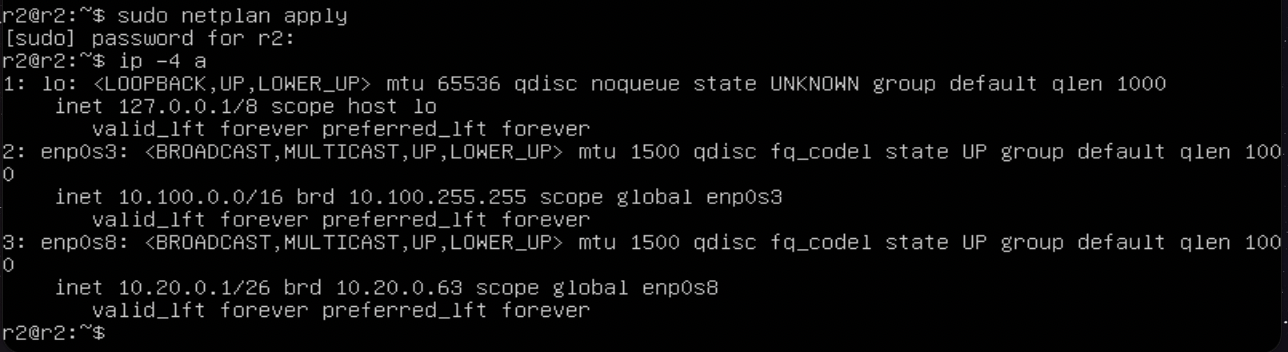 r2@r2:~$ sudo netplan apply
[sudo] password for r2:
r2@r2:~$ ip -4 a
1: lo: <LOOPBACK,UP,LOWER_UP> mtu 65536 qdisc noqueue state UNKNOWN group default qlen 1000
    inet 127.0.0.1/8 scope host lo
       valid_lft forever preferred_lft forever
2: enp0s3: <BROADCAST,MULTICAST,UP,LOWER_UP> mtu 1500 qdisc fq_codel state UP group default qlen 100
0
    inet 10.100.0.0/16 brd 10.100.255.255 scope global enp0s3
       valid_lft forever preferred_lft forever
3: enp0s8: <BROADCAST,MULTICAST,UP,LOWER_UP> mtu 1500 qdisc fq_codel state UP group default qlen 100
0
    inet 10.20.0.1/26 brd 10.20.0.63 scope global enp0s8
       valid_lft forever preferred_lft forever
r2@r2:~$